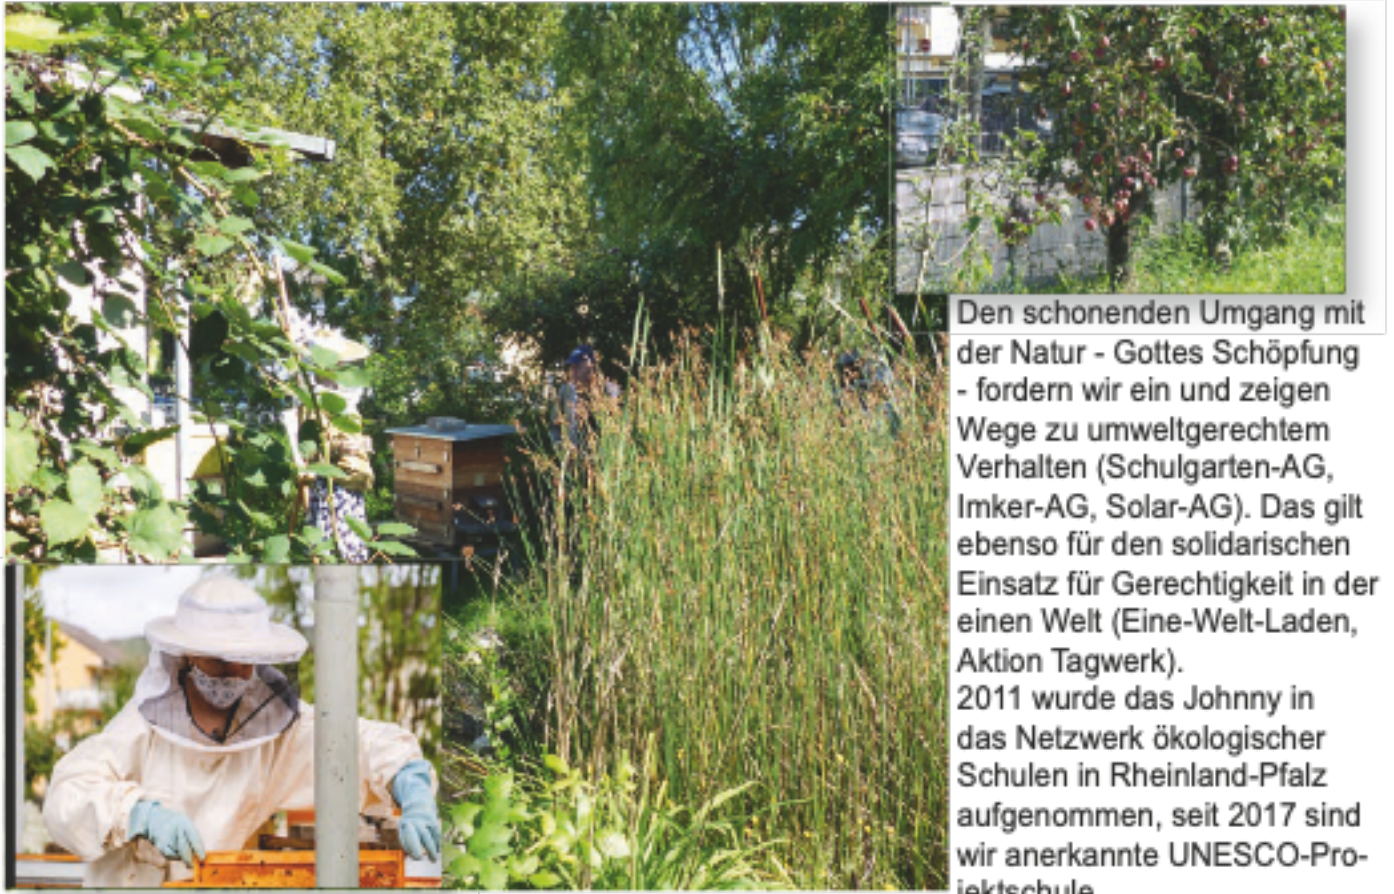 Den schonenden Umgang mit
der Natur - Gottes Schöpfung
- fordern wir ein und zeigen
Wege zu umweltgerechtem
Verhalten (Schulgarten-AG,
Imker-AG, Solar-AG). Das gilt
ebenso für den solidarischen
Einsatz für Gerechtigkeit in der
einen Welt (Eine-Welt-Laden,
Aktion Tagwerk).
2011 wurde das Johnny in
das Netzwerk ökologischer
Schulen in Rheinland-Pfalz
aufgenommen, seit 2017 sind
wir anerkannte UNESCO-Pro-
jektschule